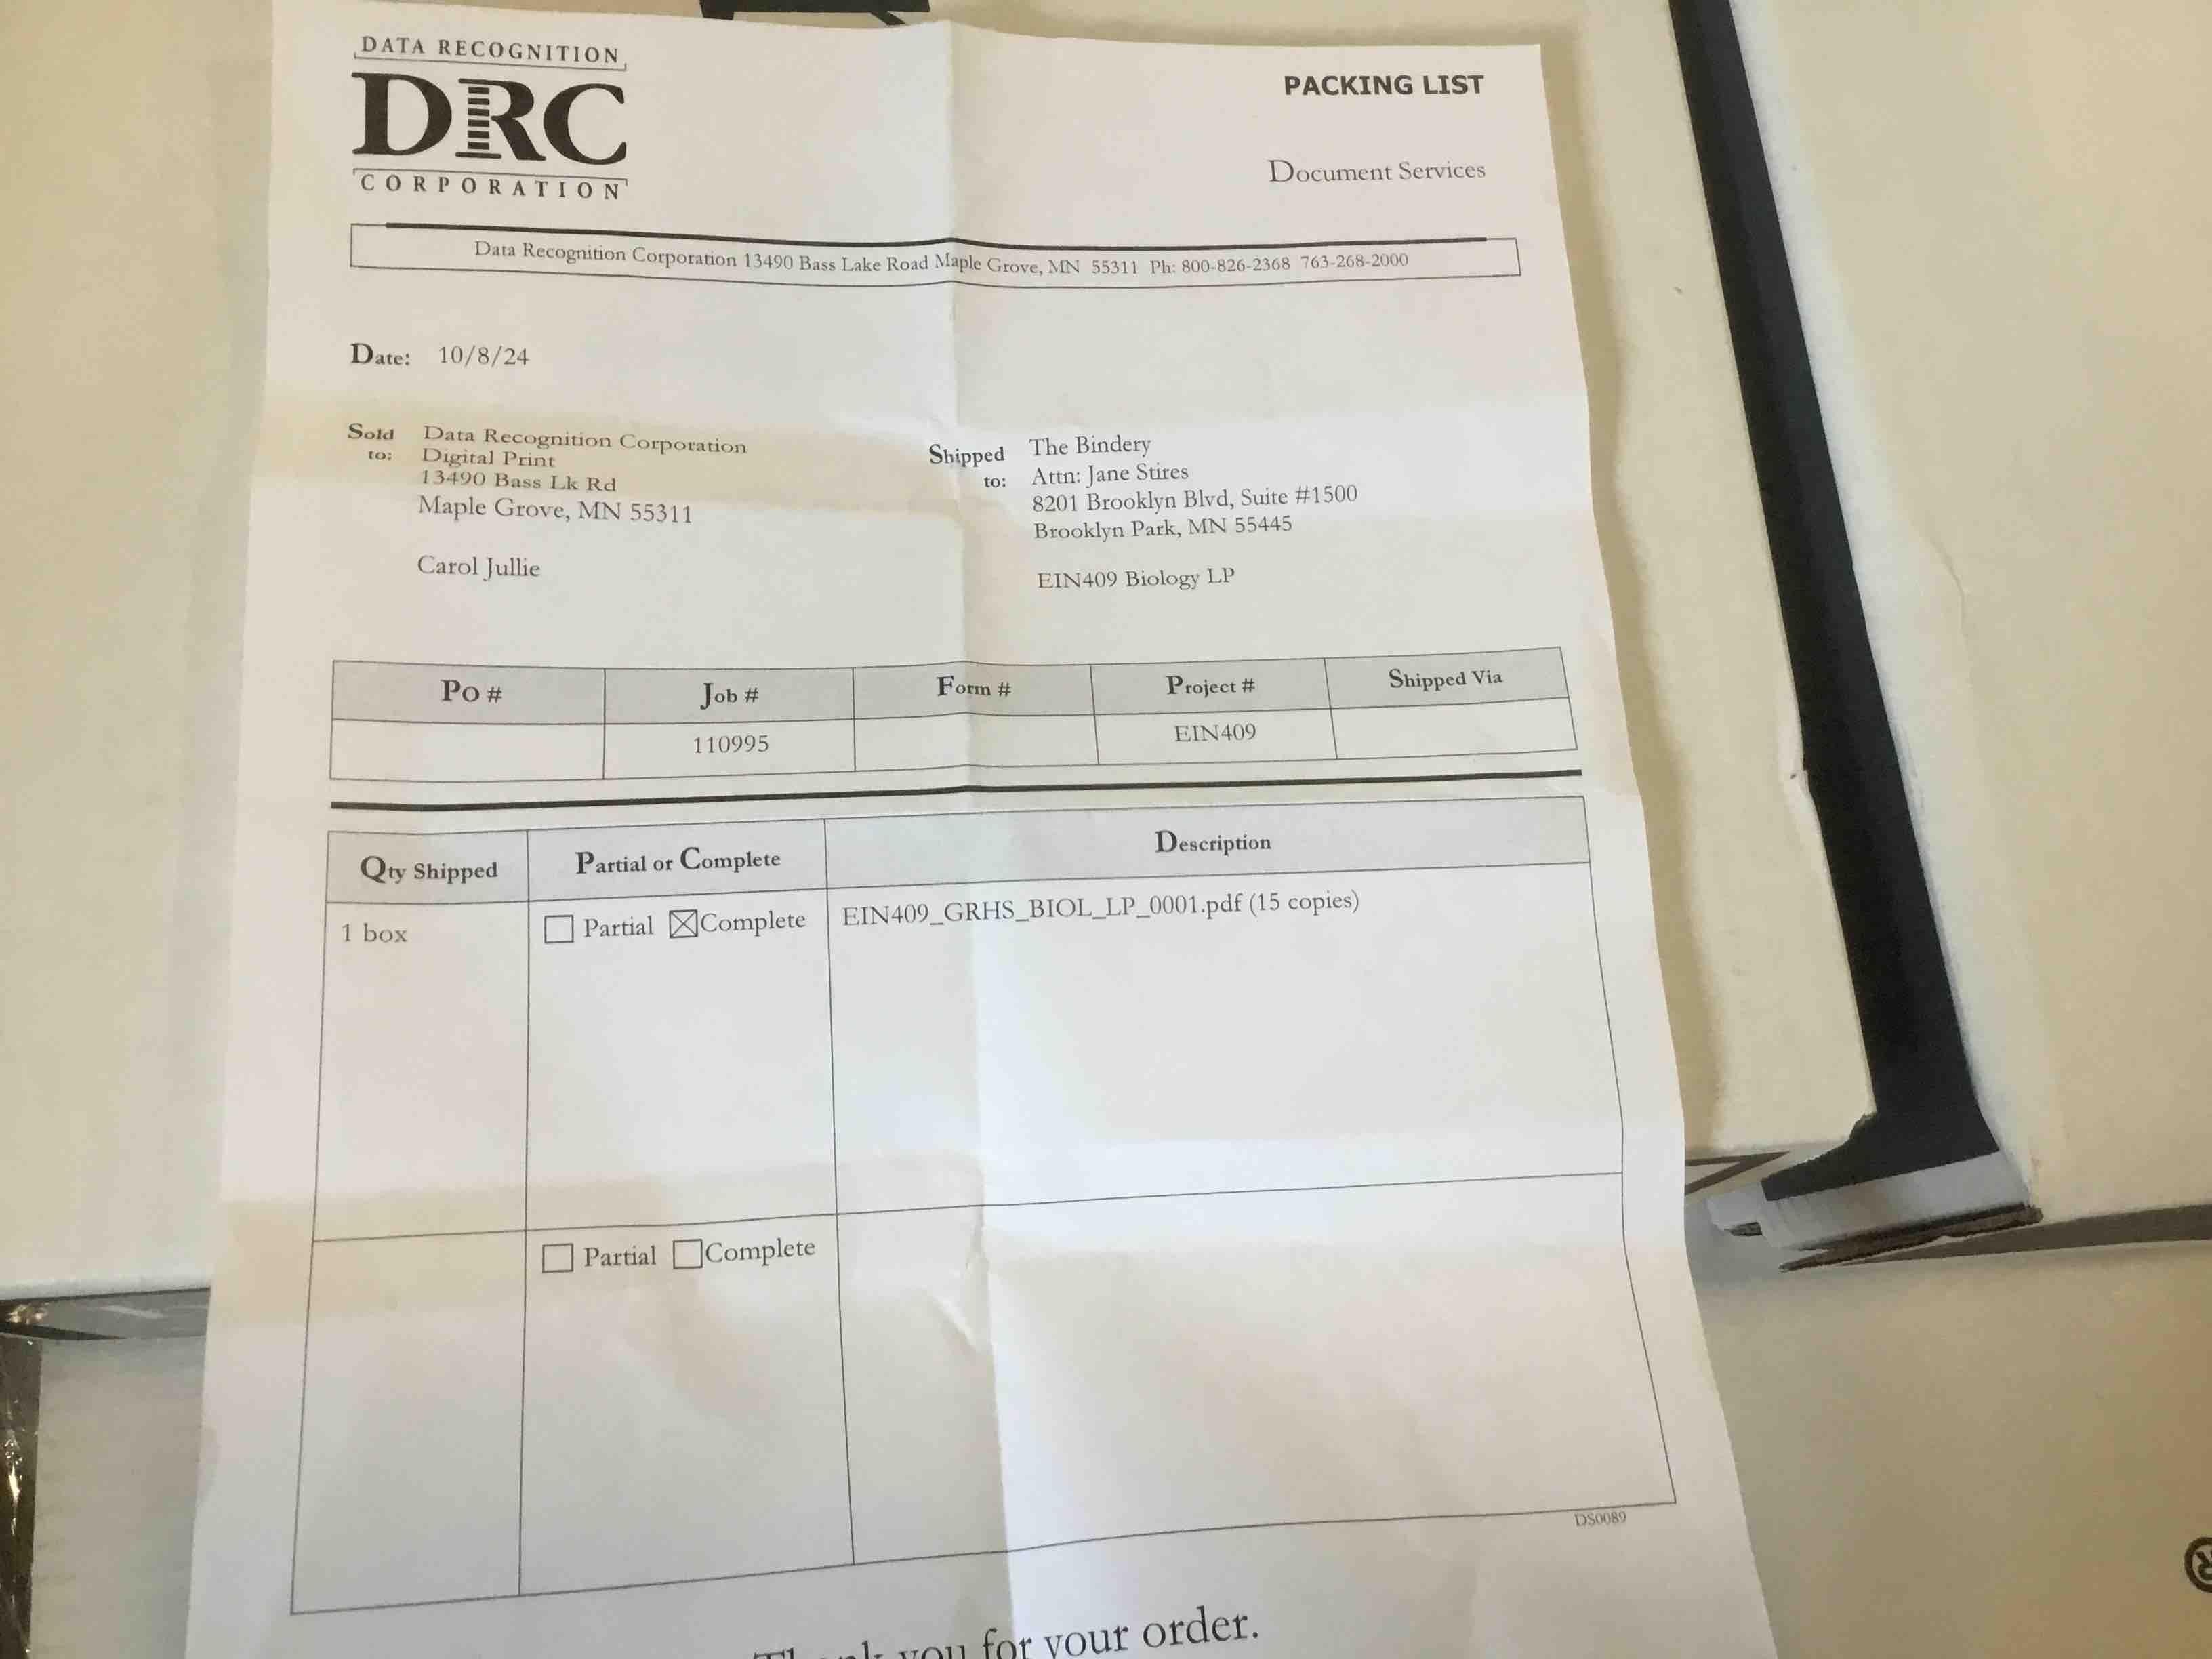 DATA RECOGNITION
DRC
CORPORATION
PACKING LIST
Document Services
Data Recognition Corporation 13490 Bass Lake Road Maple Grove, MN 55311 Ph: 800-826-2368 763-268-2000
Date: 10/8/24
Sold to:
Data Recognition Corporation
Digital Print
13490 Bass Lk Rd
Maple Grove, MN 55311
Carol Jullie
Shipped to:
The Bindery
Attn: Jane Stires
8201 Brooklyn Blvd, Suite #1500
Brooklyn Park, MN 55445
EIN409 Biology LP
Po # Job # Form # Project # Shipped Via
110995 EIN409
Qty Shipped Partial or Complete Description
1 box Partial Complete EIN409_GRHS_BIOL_LP_0001.pdf (15 copies)
Partial Complete
DS0089
Thank you for your order.
®